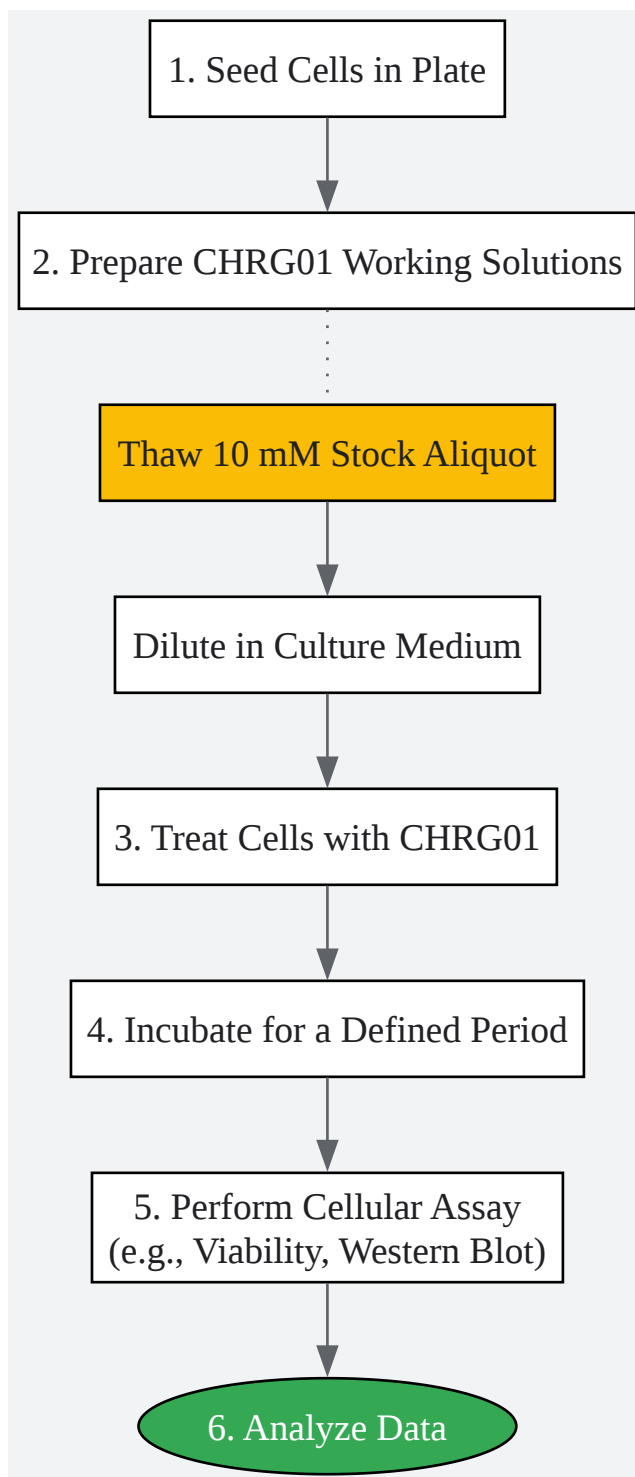 1. Seed Cells in Plate
2. Prepare CHRG01 Working Solutions
Thaw 10 mM Stock Aliquot
Dilute in Culture Medium
3. Treat Cells with CHRG01
4. Incubate for a Defined Period
5. Perform Cellular Assay
(e.g., Viability, Western Blot)
6. Analyze Data